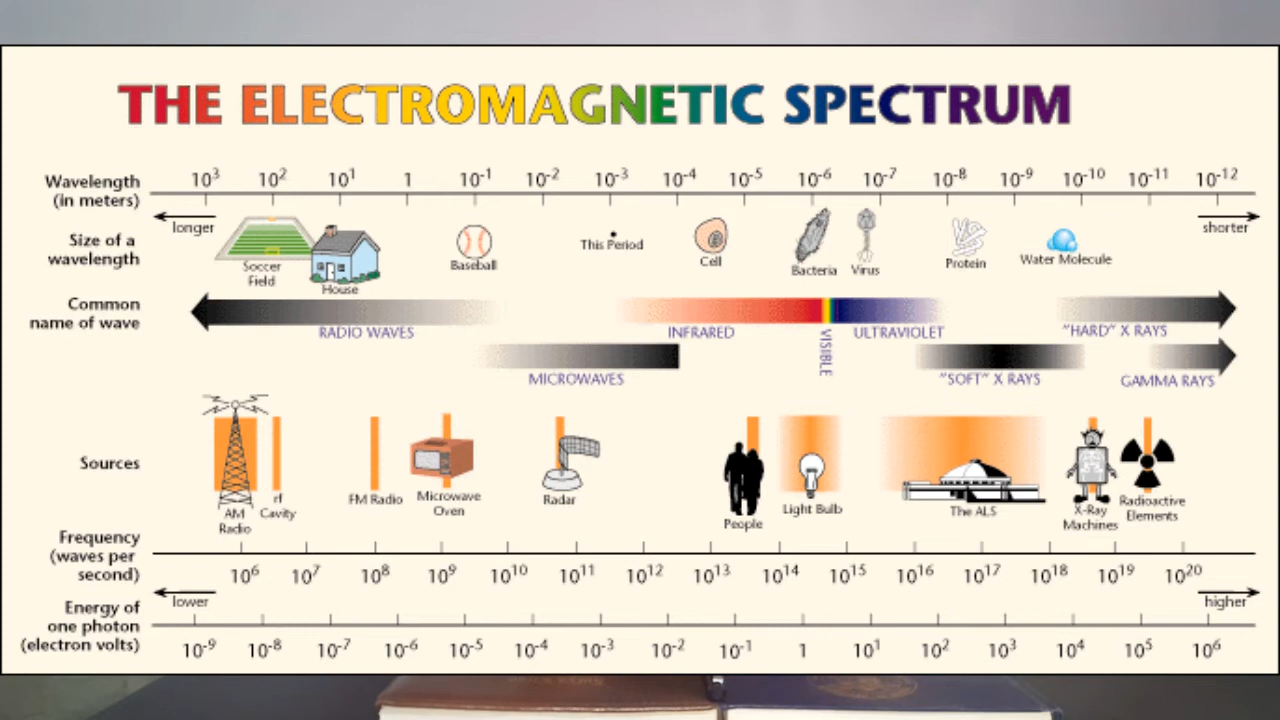 THE ELECTROMAGNETIC SPECTRUM
Wavelength
(in meters)
10³ 10² 10¹ 1 10⁻¹ 10⁻² 10⁻³ 10⁻⁴ 10⁻⁵ 10⁻⁶ 10⁻⁷ 10⁻⁸ 10⁻⁹ 10⁻¹⁰ 10⁻¹¹ 10⁻¹²
longer
shorter
Size of a
wavelength
Soccer
Field
House
Baseball
This Period
Cell
Bacteria
Virus
Protein
Water Molecule
Common
name of wave
RADIO WAVES
INFRARED
VISIBLE
ULTRAVIOLET
"HARD" X RAYS
MICROWAVES
"SOFT" X RAYS
GAMMA RAYS
Sources
AM
Radio
rf
Cavity
FM Radio
Microwave
Oven
Radar
People
Light Bulb
The ALS
X-Ray
Machines
Radioactive
Elements
Frequency
(waves per
second)
10⁶ 10⁷ 10⁸ 10⁹ 10¹⁰ 10¹¹ 10¹² 10¹³ 10¹⁴ 10¹⁵ 10¹⁶ 10¹⁷ 10¹⁸ 10¹⁹ 10²⁰
lower
higher
Energy of
one photon
(electron volts)
10⁻⁹ 10⁻⁸ 10⁻⁷ 10⁻⁶ 10⁻⁵ 10⁻⁴ 10⁻³ 10⁻² 10⁻¹ 1 10¹ 10² 10³ 10⁴ 10⁵ 10⁶